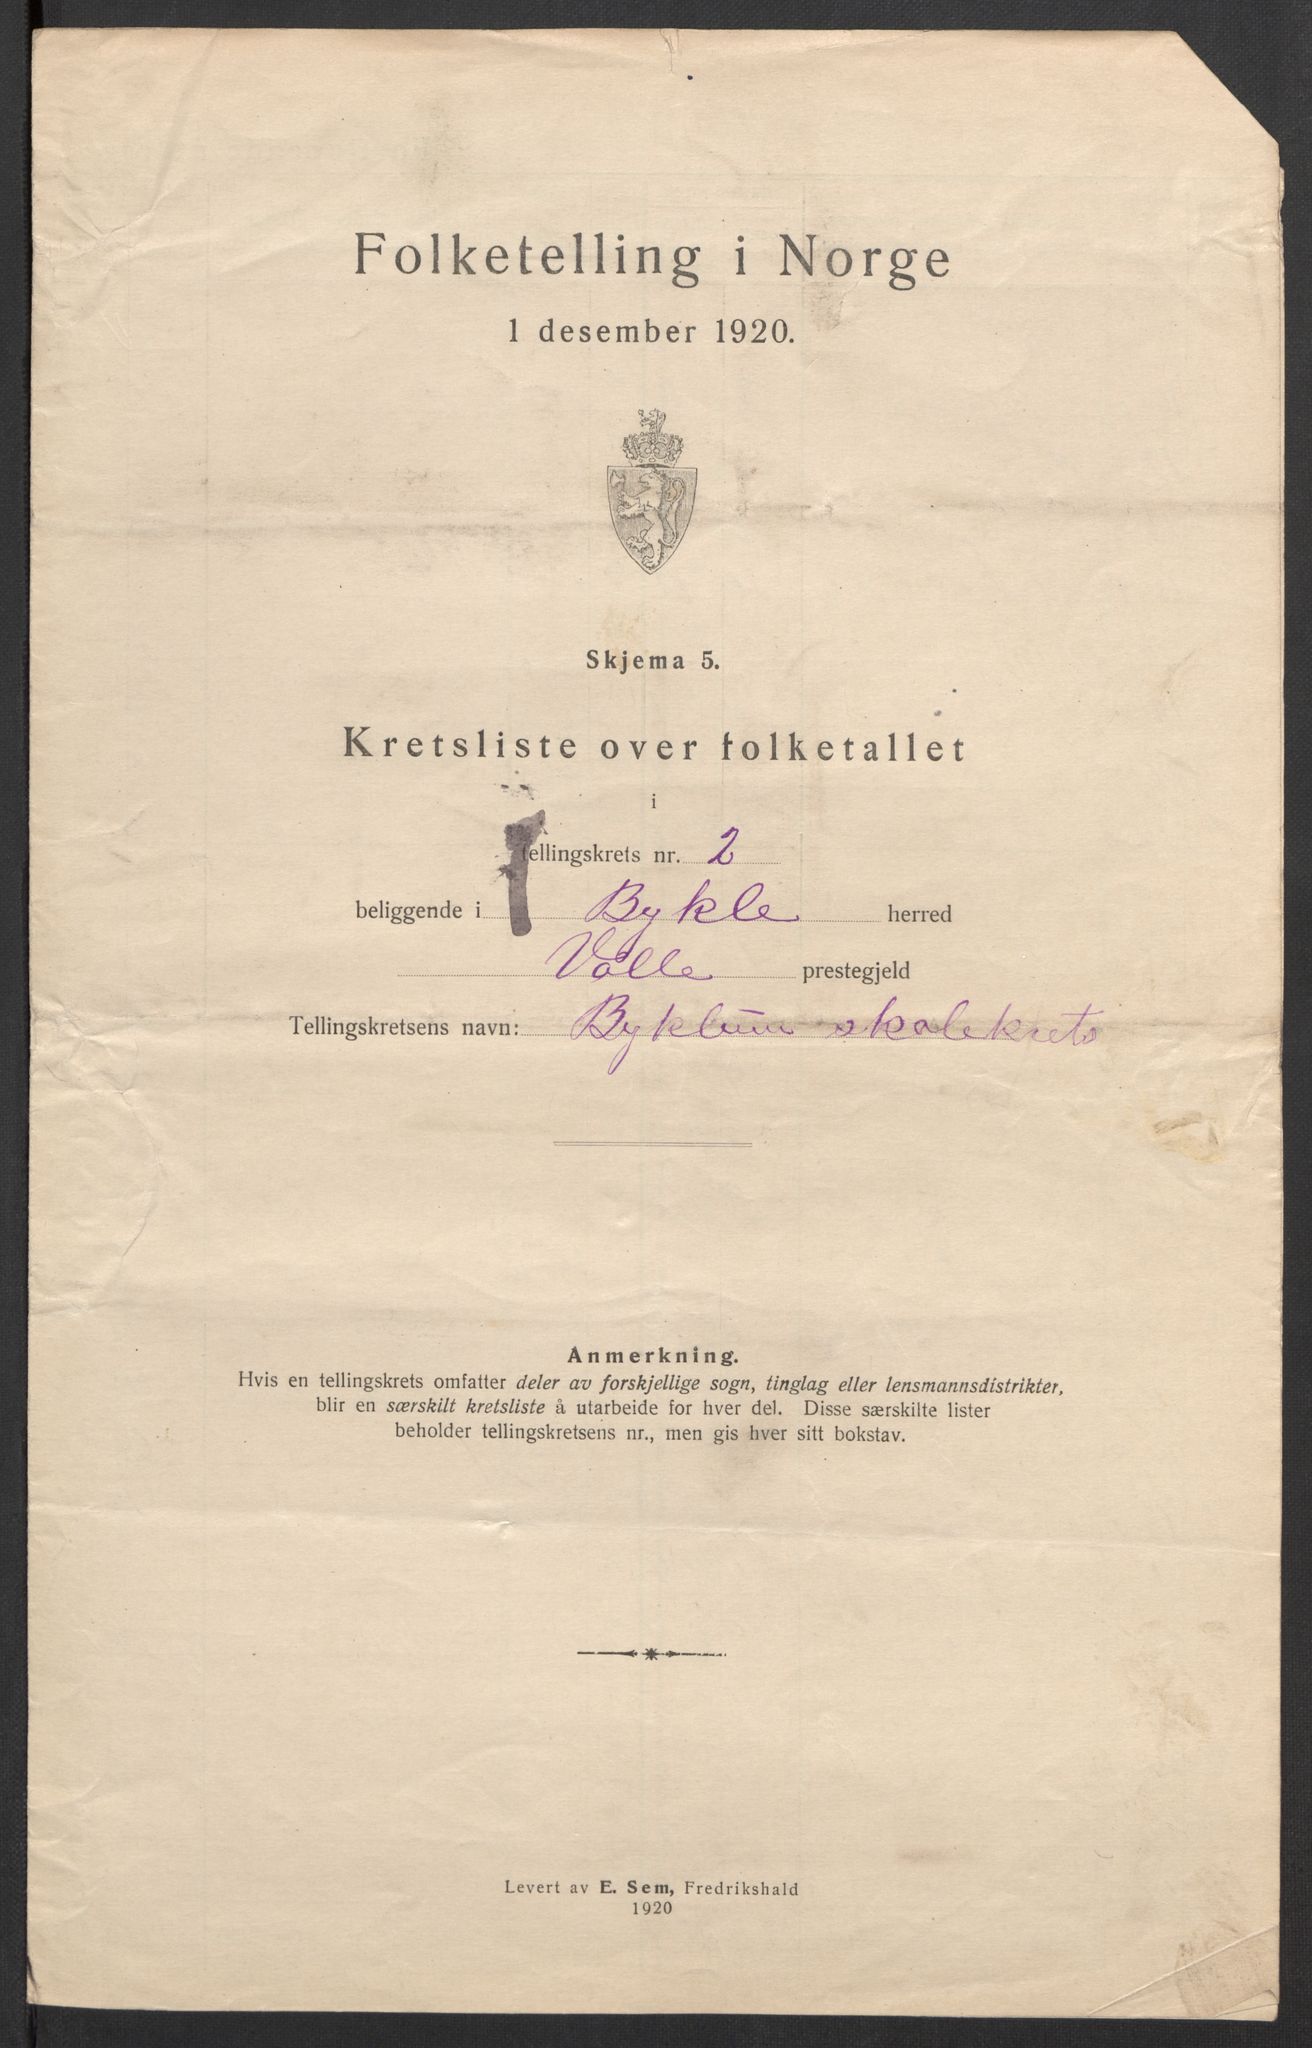 Folketelling i Norge
1 desember 1920.
Skjema 5.
Kretsliste over folketallet
i
tellingskrets nr. 2
beliggende i Bykle herred
Valle prestegjeld
Tellingskretsens navn: Byklum skolekrets
Anmerkning.
Hvis en tellingskrets omfatter deler av forskjellige sogn, tinglag eller lensmannsdistrikter,
blir en særskilt kretsliste å utarbeide for hver del. Disse særskilte lister
beholder tellingskretsens nr., men gis hver sitt bokstav.
Levert av E. Sem, Fredrikshald
1920